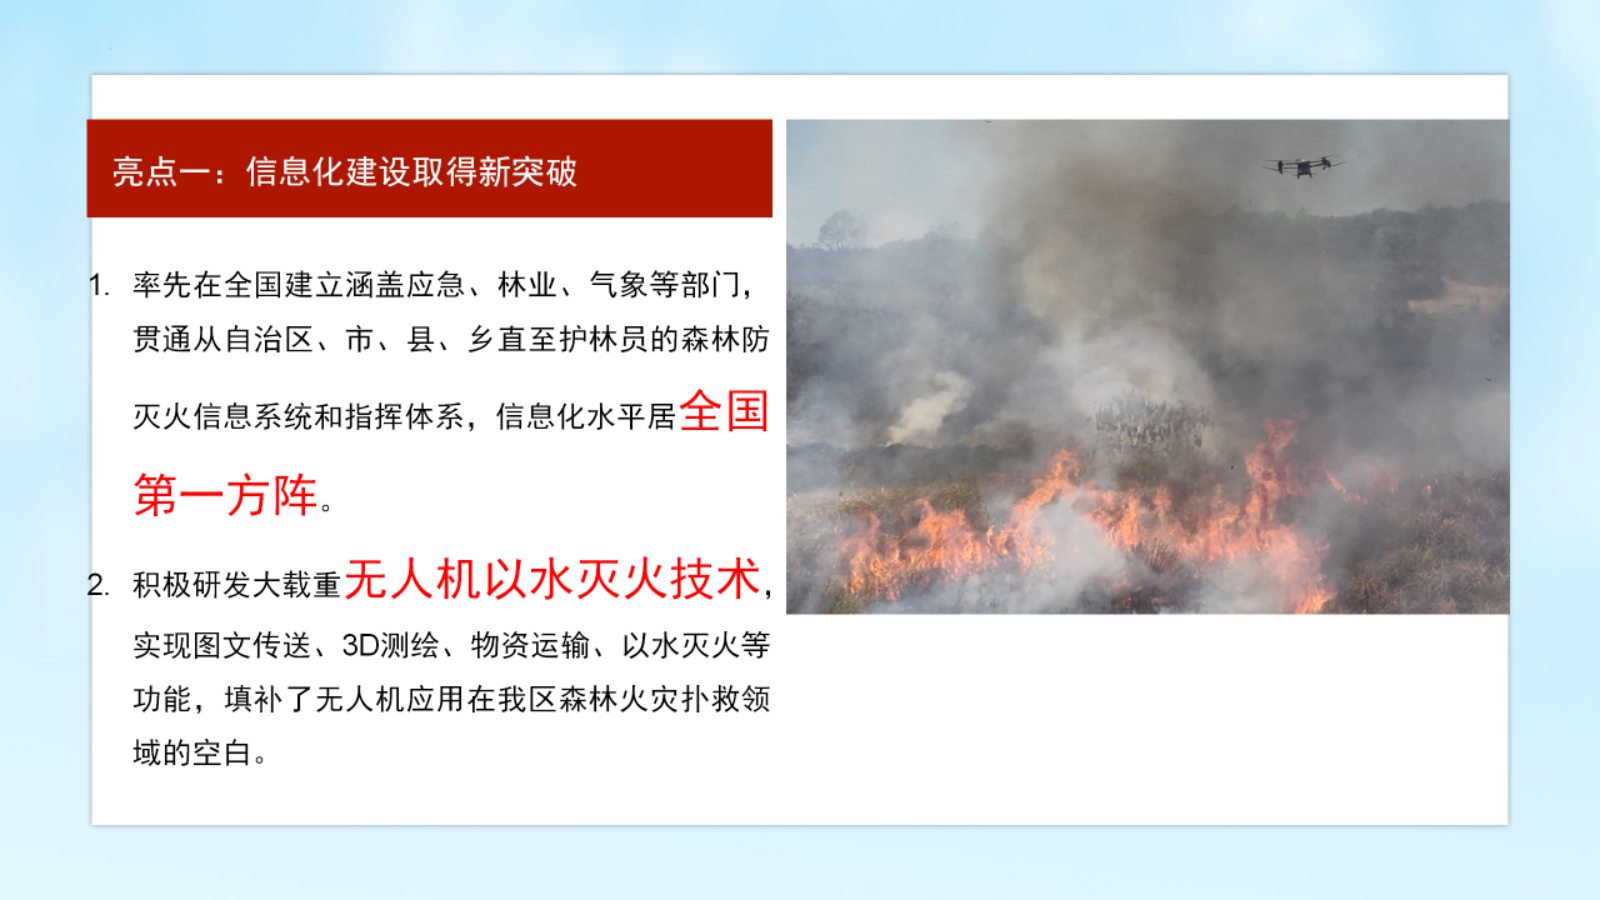 亮点一：信息化建设取得新突破
1. 率先在全国建立涵盖应急、林业、气象等部门，
贯通从自治区、市、县、乡直至护林员的森林防
灭火信息系统和指挥体系，信息化水平居全国
第一方阵。
2. 积极研发大载重无人机以水灭火技术，
实现图文传送、3D测绘、物资运输、以水灭火等
功能，填补了无人机应用在我区森林火灾扑救领
域的空白。